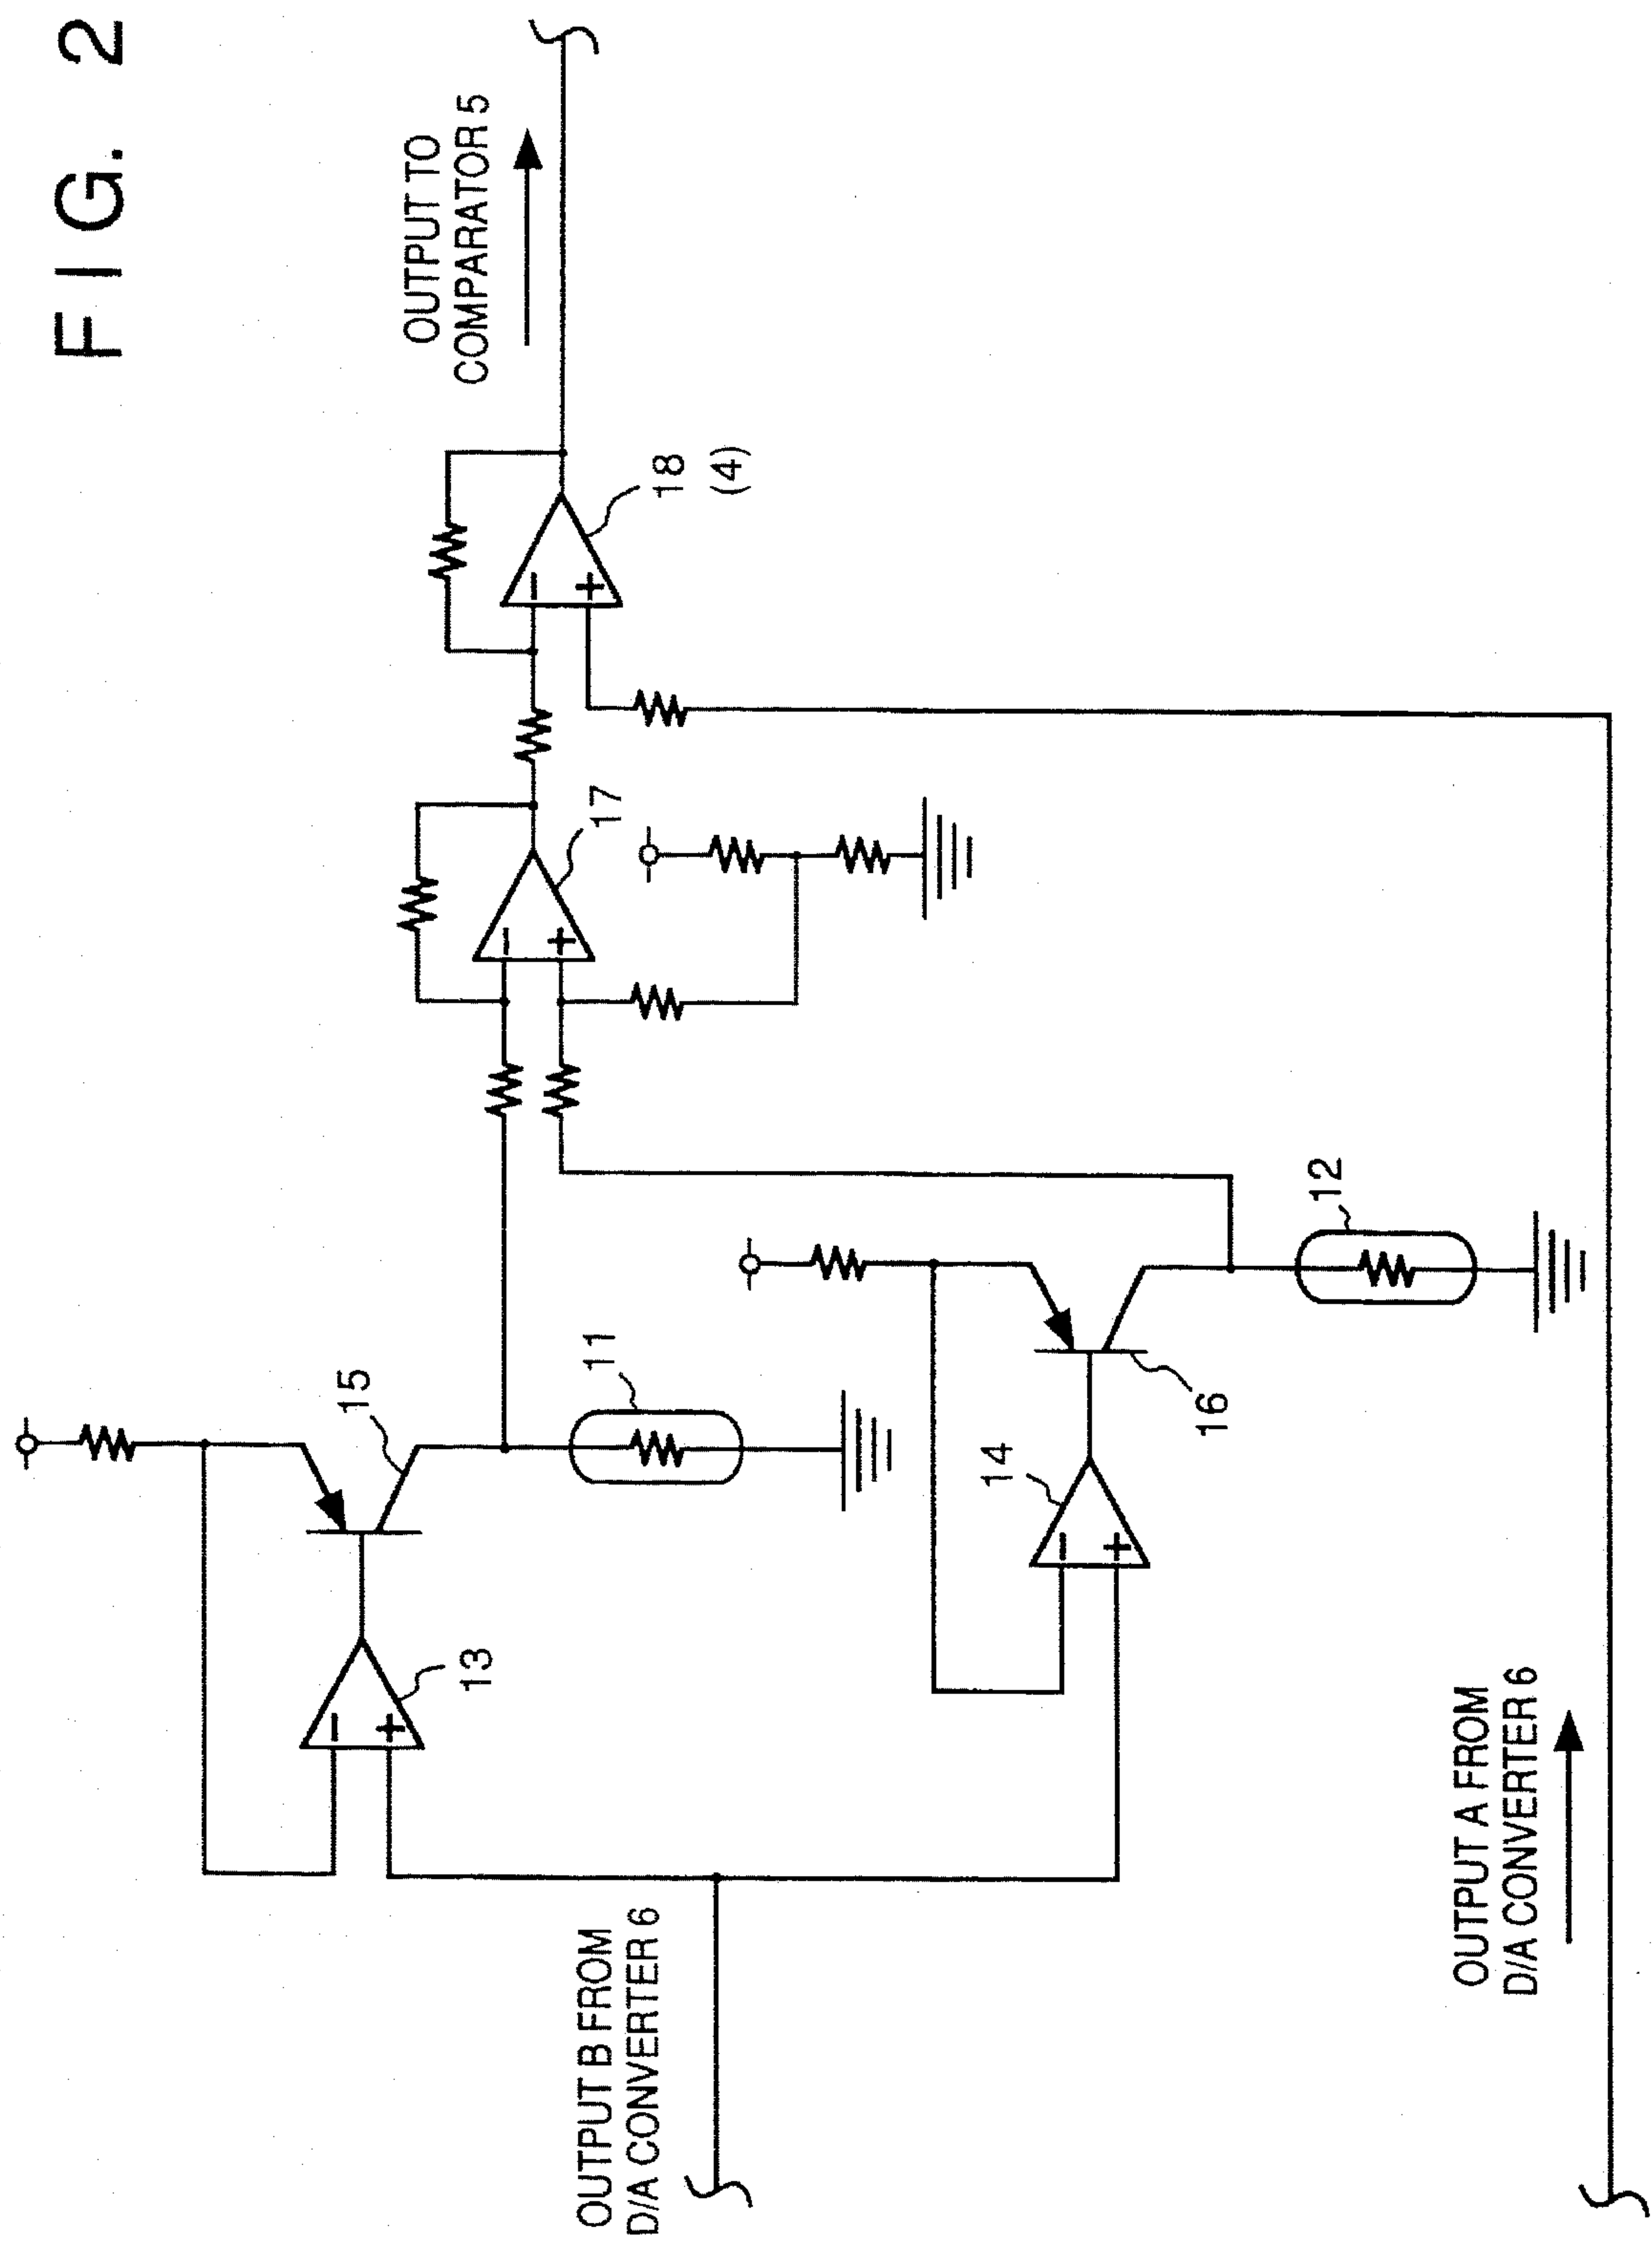 FIG. 2
OUTPUT TO
COMPARATOR 5
15
11
13
17
18
(4)
14
16
12
OUTPUT B FROM
D/A CONVERTER 6
OUTPUT A FROM
D/A CONVERTER 6